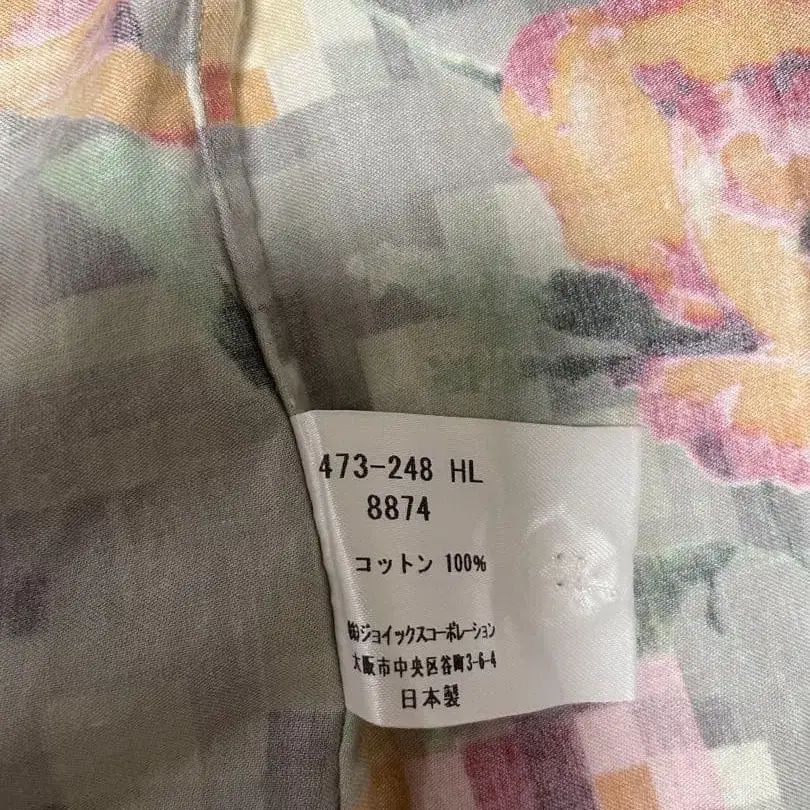 473-248 HL
8874
コットン 100%
㈱ジョイックスコーポレーション
大阪市中央区谷町3-6-4
日本製